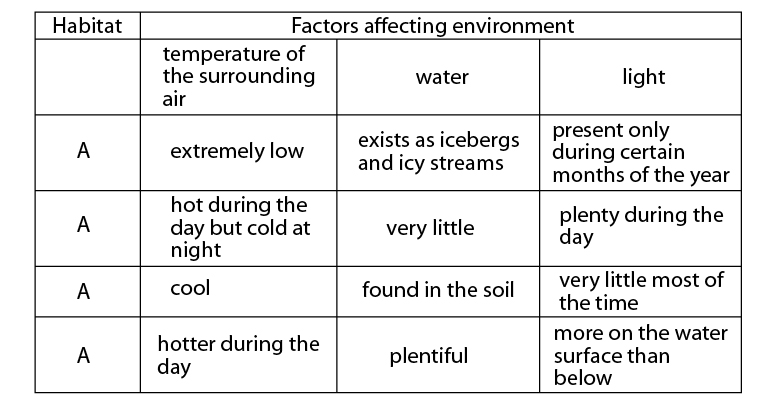 Habitat
Factors affecting environment
temperature of
the surrounding
air
water
light
A
extremely low
exists as icebergs
and icy streams
present only
during certain
months of the year
A
hot during the
day but cold at
night
very little
plenty during the
day
A
cool
found in the soil
very little most of
the time
A
hotter during the
day
plentiful
more on the water
surface than
below